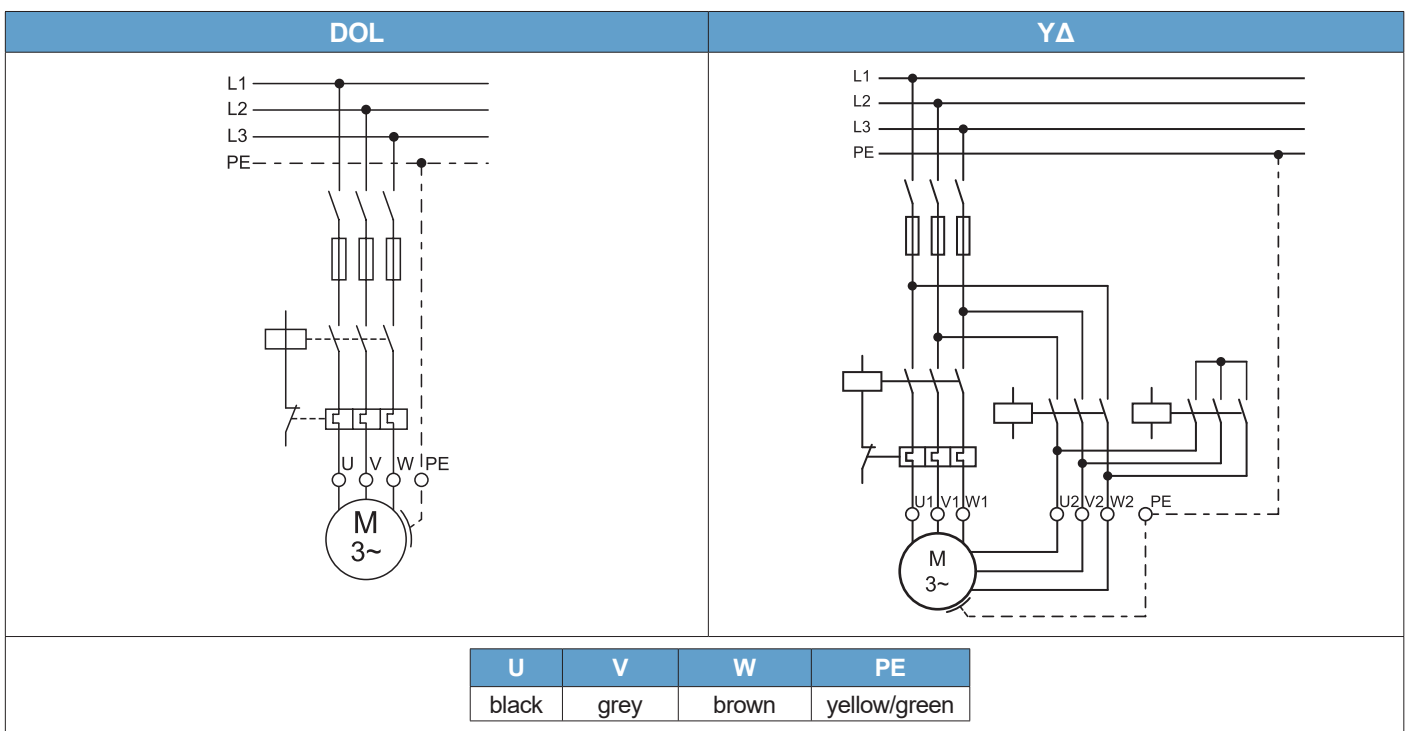 DOL
YΔ
L1
L2
L3
PE
U V W PE
M
3~
L1
L2
L3
PE
U1 V1 W1 U2 V2 W2 PE
M
3~
U V W PE
black grey brown yellow/green